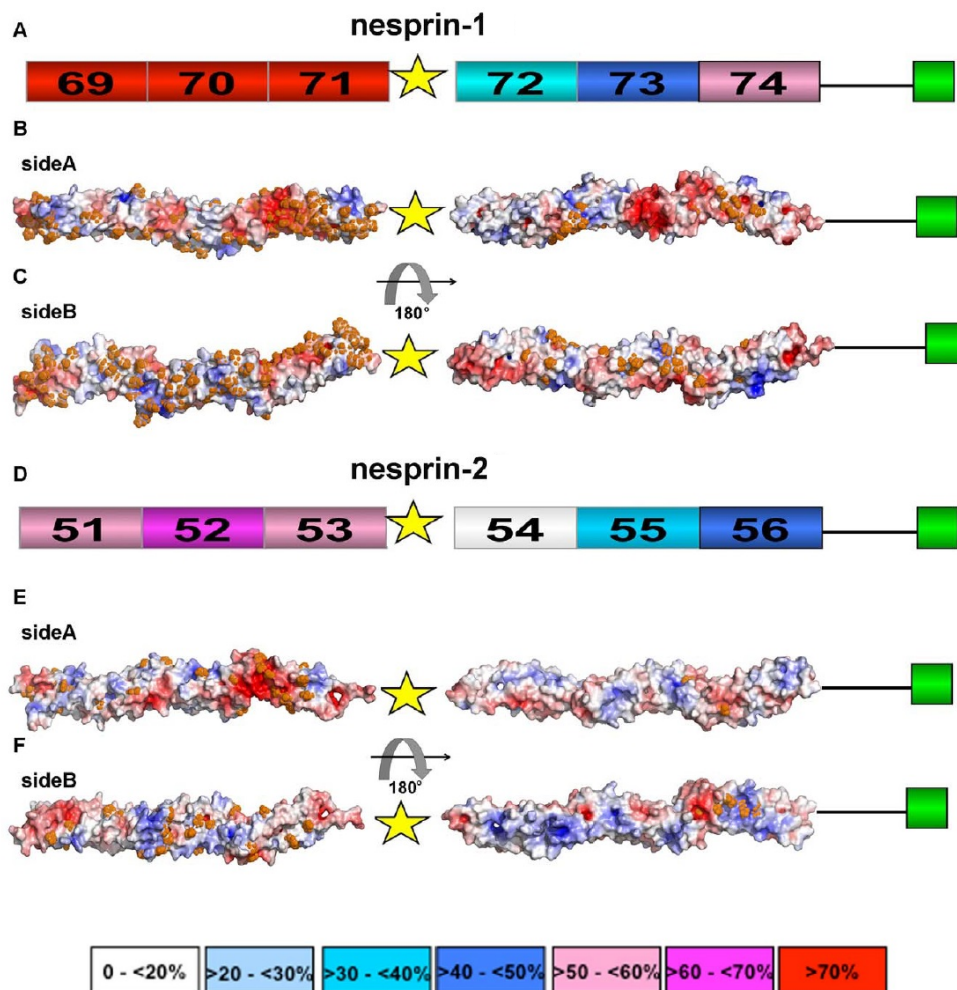 A
nesprin-1
69 70 71 72 73 74
B
sideA
C
sideB
180°
D
nesprin-2
51 52 53 54 55 56
E
sideA
F
sideB
180°
0 - <20% >20 - <30% >30 - <40% >40 - <50% >50 - <60% >60 - <70% >70%